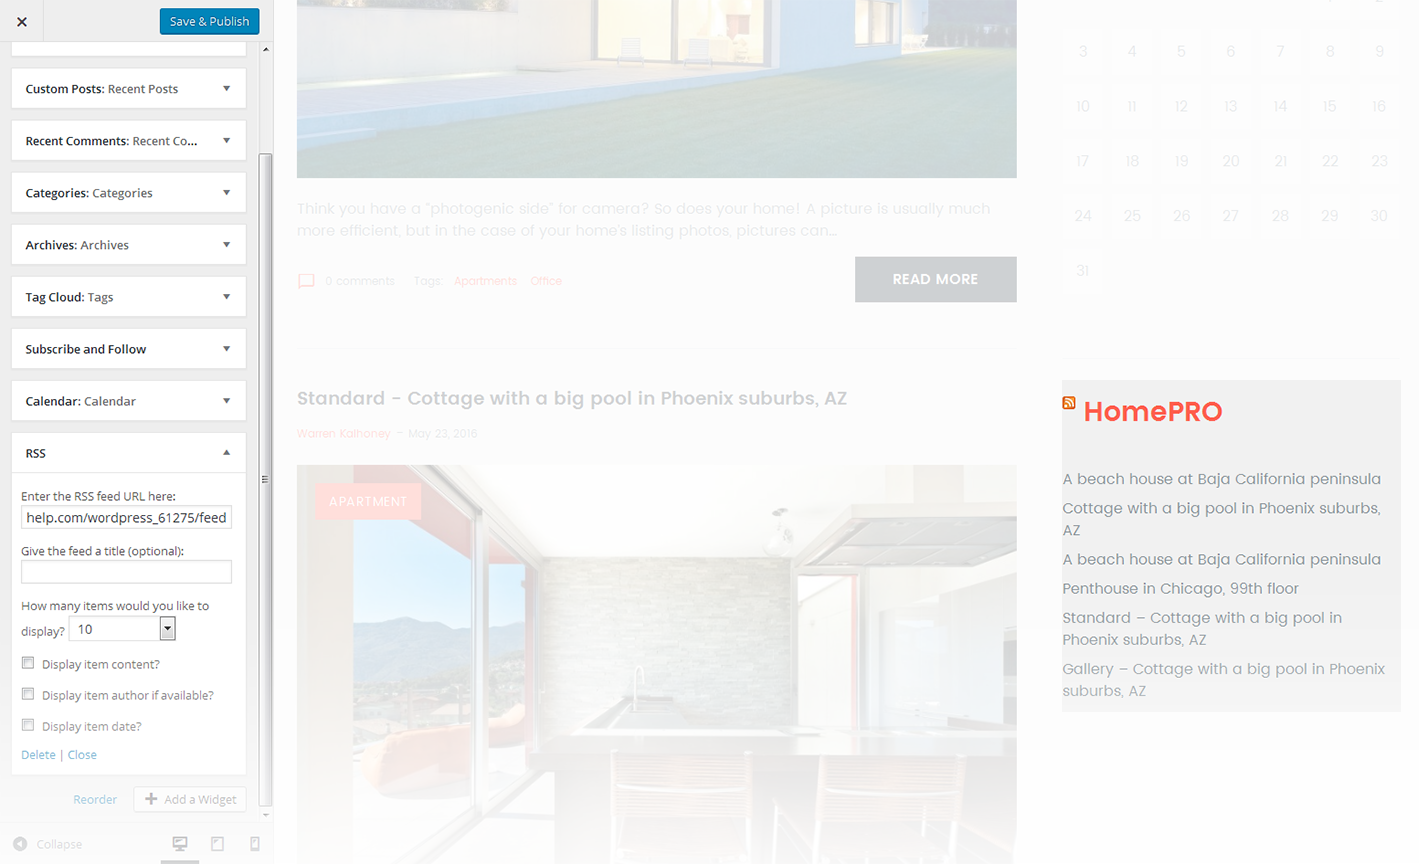 Save & Publish
Custom Posts: Recent Posts
Recent Comments: Recent Co...
Categories: Categories
Archives: Archives
Tag Cloud: Tags
Subscribe and Follow
Calendar: Calendar
RSS
Enter the RSS feed URL here:
help.com/wordpress_61275/feed
Give the feed a title (optional):
How many items would you like to
display? 10
Display item content?
Display item author if available?
Display item date?
Delete | Close
Reorder
Add a Widget
Collapse
Think you have a "photogenic side" for camera? So does your home! A picture is usually much
more efficient, but in the case of your home's listing photos, pictures can...
0 comments Tags: Apartments Office
READ MORE
Standard - Cottage with a big pool in Phoenix suburbs, AZ
Warren Kalhoney - May 23, 2016
APARTMENT
3 4 5 6 7 8 9
10 11 12 13 14 15 16
17 18 19 20 21 22 23
24 25 26 27 28 29 30
31
HomePRO
A beach house at Baja California peninsula
Cottage with a big pool in Phoenix suburbs,
AZ
A beach house at Baja California peninsula
Penthouse in Chicago, 99th floor
Standard – Cottage with a big pool in
Phoenix suburbs, AZ
Gallery – Cottage with a big pool in Phoenix
suburbs, AZ